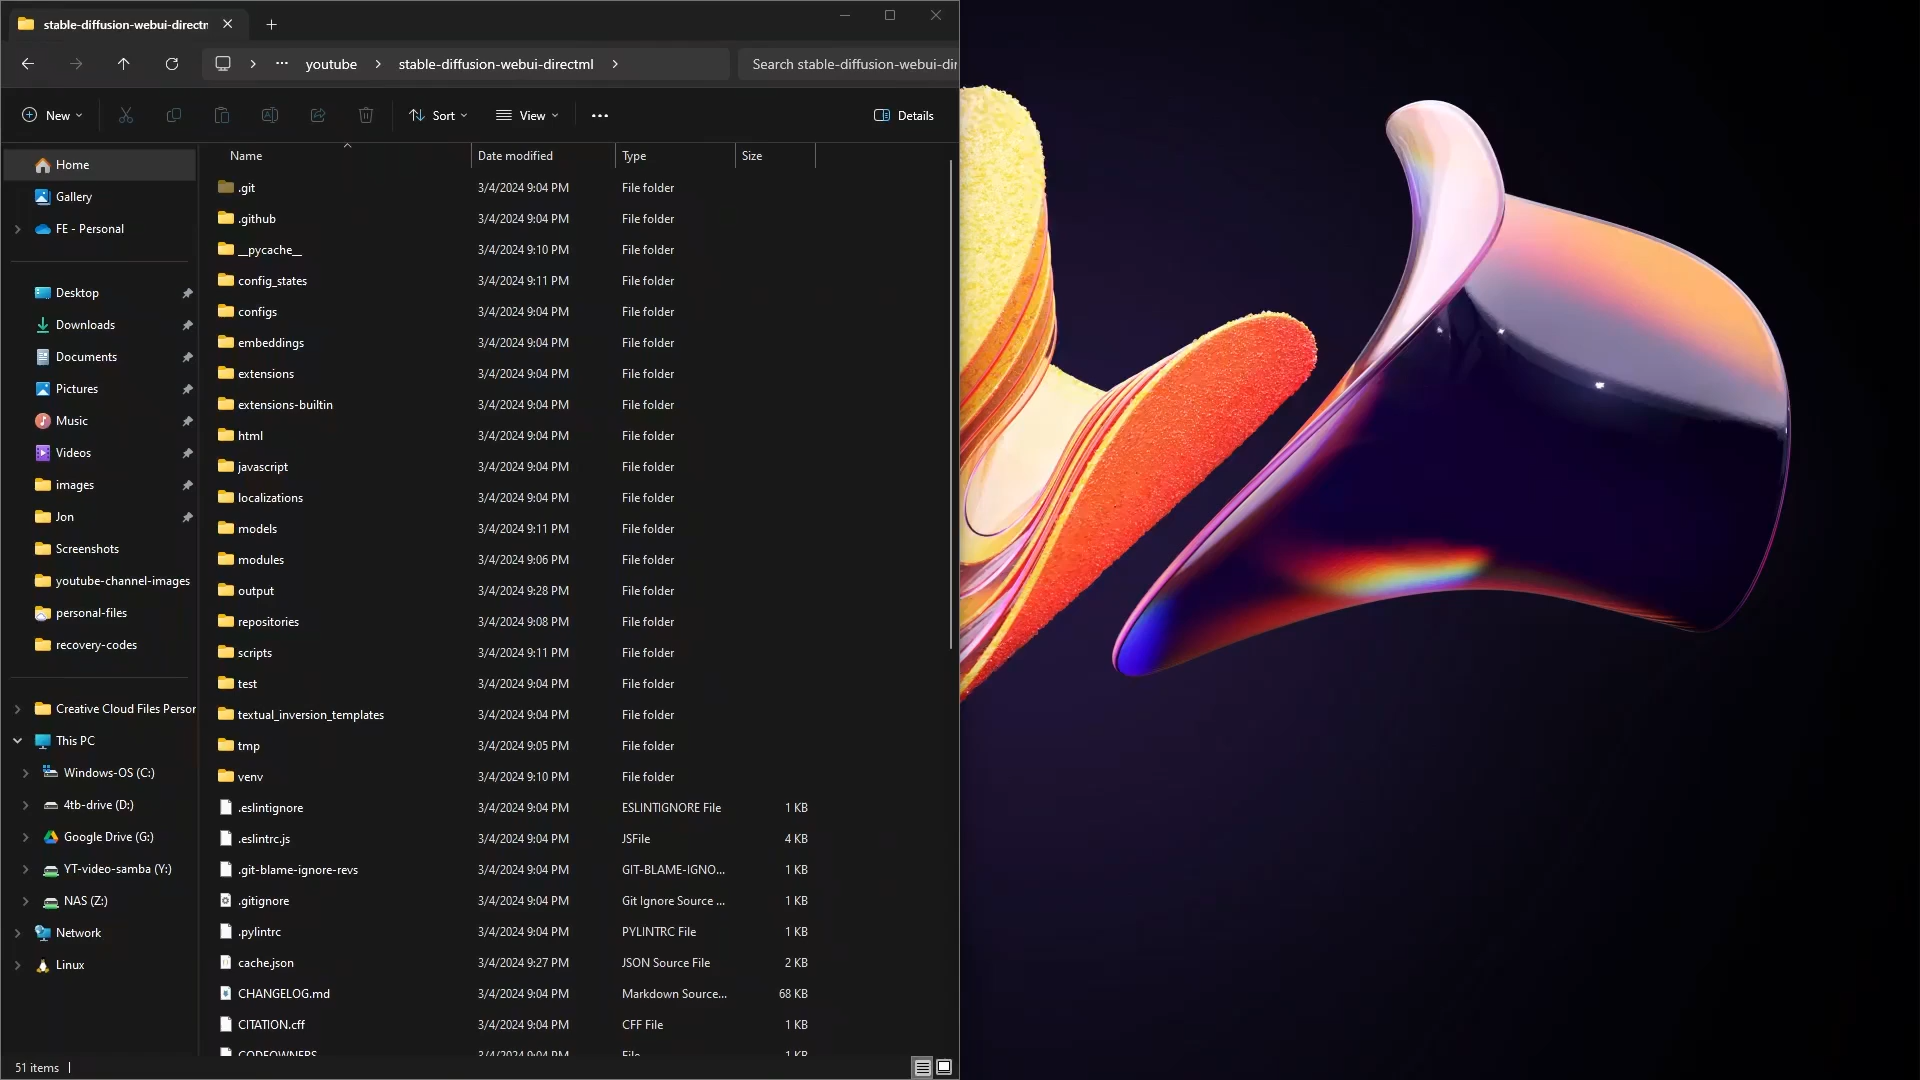 stable-diffusion-webui-directm
youtube stable-diffusion-webui-directml Search stable-diffusion-webui-dir
New Sort View Details
Name Date modified Type Size
Home
Gallery
FE - Personal
Desktop
Downloads
Documents
Pictures
Music
Videos
images
Jon
Screenshots
youtube-channel-images
personal-files
recovery-codes
Creative Cloud Files Person
This PC
Windows-OS (C:)
4tb-drive (D:)
Google Drive (G:)
YT-video-samba (Y:)
NAS (Z:)
Network
Linux
.git 3/4/2024 9:04 PM File folder
.github 3/4/2024 9:04 PM File folder
__pycache__ 3/4/2024 9:10 PM File folder
config_states 3/4/2024 9:11 PM File folder
configs 3/4/2024 9:04 PM File folder
embeddings 3/4/2024 9:04 PM File folder
extensions 3/4/2024 9:04 PM File folder
extensions-builtin 3/4/2024 9:04 PM File folder
html 3/4/2024 9:04 PM File folder
javascript 3/4/2024 9:04 PM File folder
localizations 3/4/2024 9:04 PM File folder
models 3/4/2024 9:11 PM File folder
modules 3/4/2024 9:06 PM File folder
output 3/4/2024 9:28 PM File folder
repositories 3/4/2024 9:08 PM File folder
scripts 3/4/2024 9:11 PM File folder
test 3/4/2024 9:04 PM File folder
textual_inversion_templates 3/4/2024 9:04 PM File folder
tmp 3/4/2024 9:05 PM File folder
venv 3/4/2024 9:10 PM File folder
.eslintignore 3/4/2024 9:04 PM ESLINTIGNORE File 1 KB
.eslintrc.js 3/4/2024 9:04 PM JSFile 4 KB
.git-blame-ignore-revs 3/4/2024 9:04 PM GIT-BLAME-IGNO... 1 KB
.gitignore 3/4/2024 9:04 PM Git Ignore Source ... 1 KB
.pylintrc 3/4/2024 9:04 PM PYLINTRC File 1 KB
cache.json 3/4/2024 9:27 PM JSON Source File 2 KB
CHANGELOG.md 3/4/2024 9:04 PM Markdown Source... 68 KB
CITATION.cff 3/4/2024 9:04 PM CFF File 1 KB
CODEOWNERS 3/4/2024 9:04 PM File 1 KB
51 items